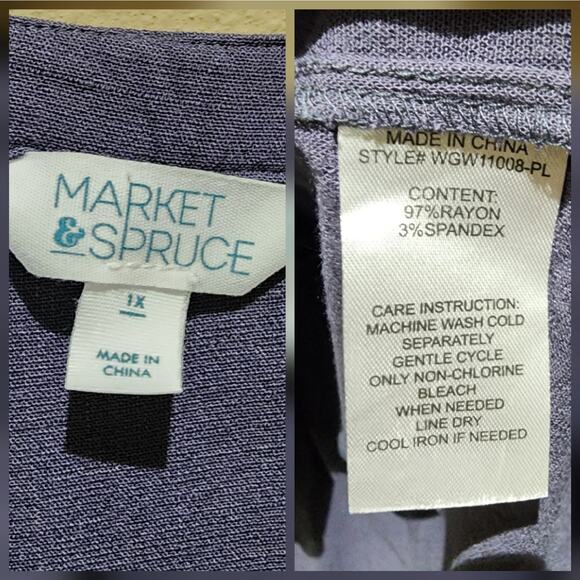 MARKET
& SPRUCE
1X
MADE IN
CHINA
MADE IN CHINA
STYLE# WGW11008-PL
CONTENT:
97%RAYON
3%SPANDEX
CARE INSTRUCTION:
MACHINE WASH COLD
SEPARATELY
GENTLE CYCLE
ONLY NON-CHLORINE
BLEACH
WHEN NEEDED
LINE DRY
COOL IRON IF NEEDED